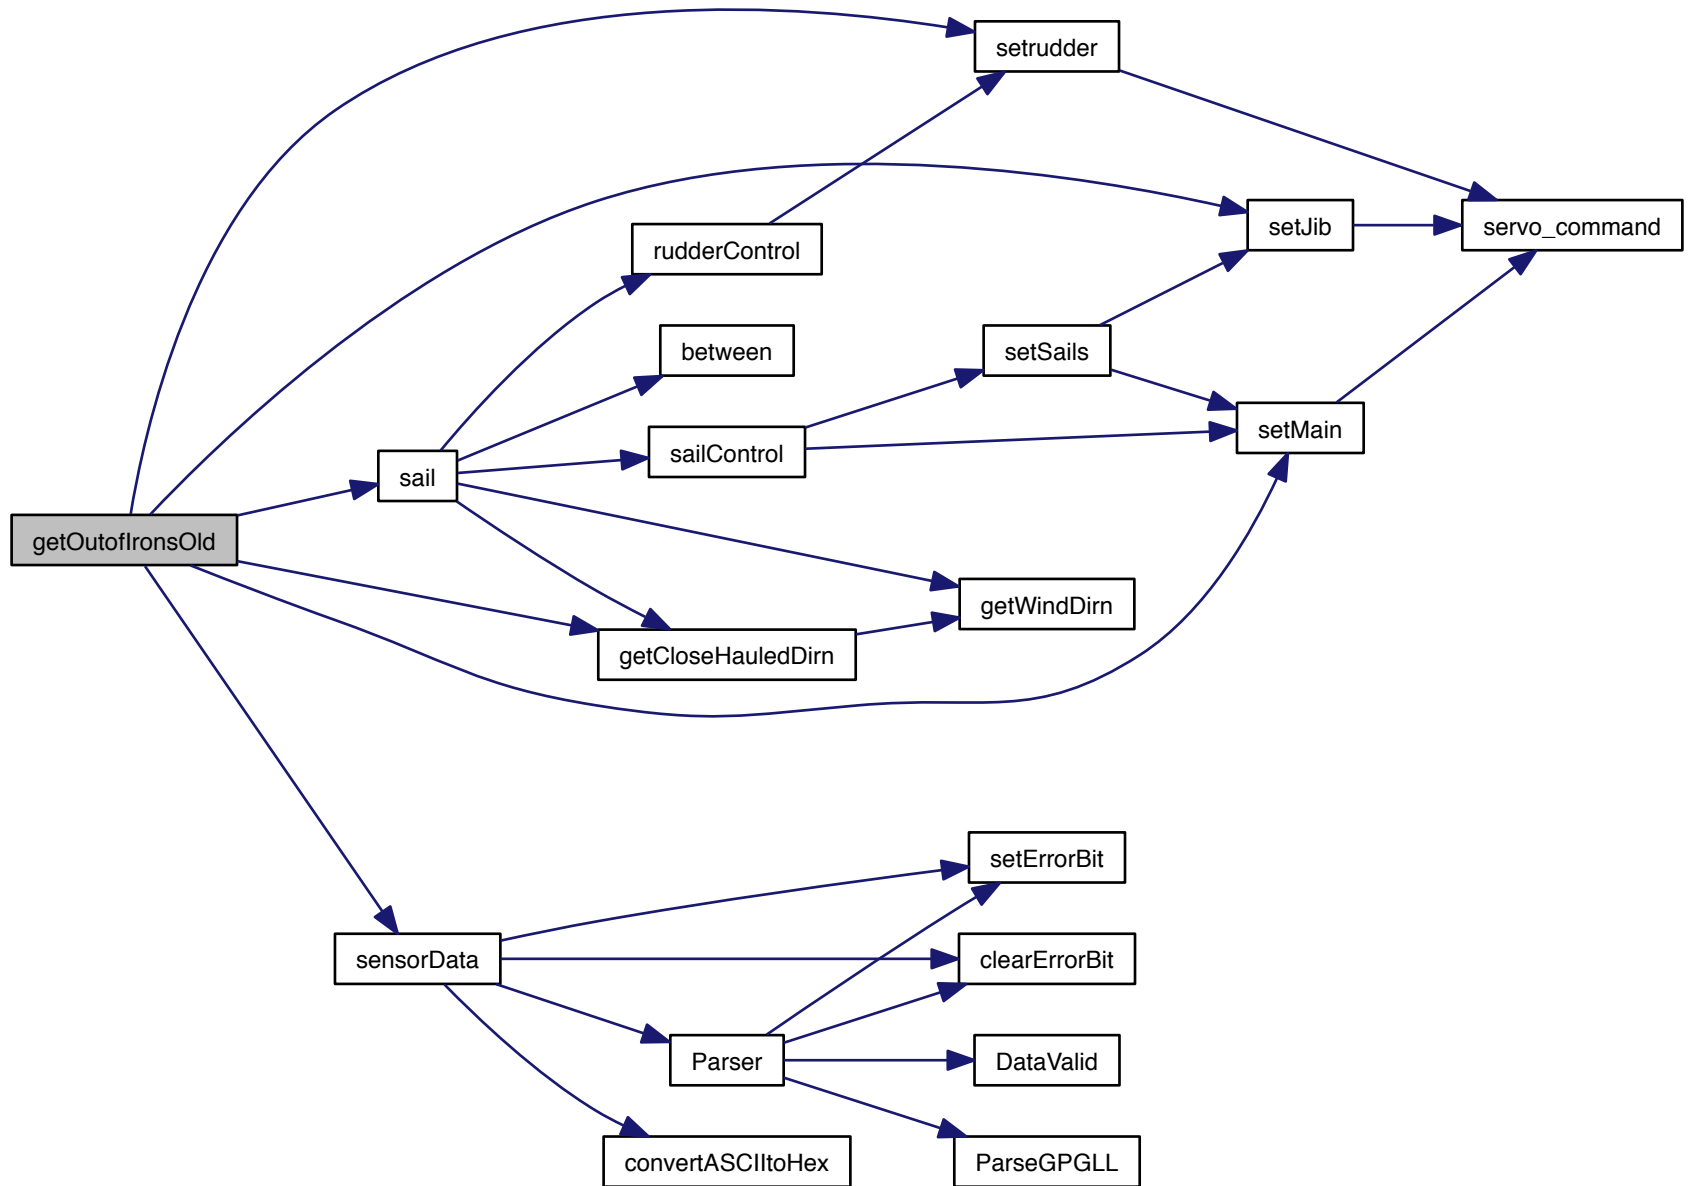 setrudder
setJib
servo_command
rudderControl
between
setSails
setMain
sailControl
sail
getOutofIronsOld
getWindDirn
getCloseHauledDirn
setErrorBit
sensorData
clearErrorBit
Parser
DataValid
convertASCIItoHex
ParseGPGLL